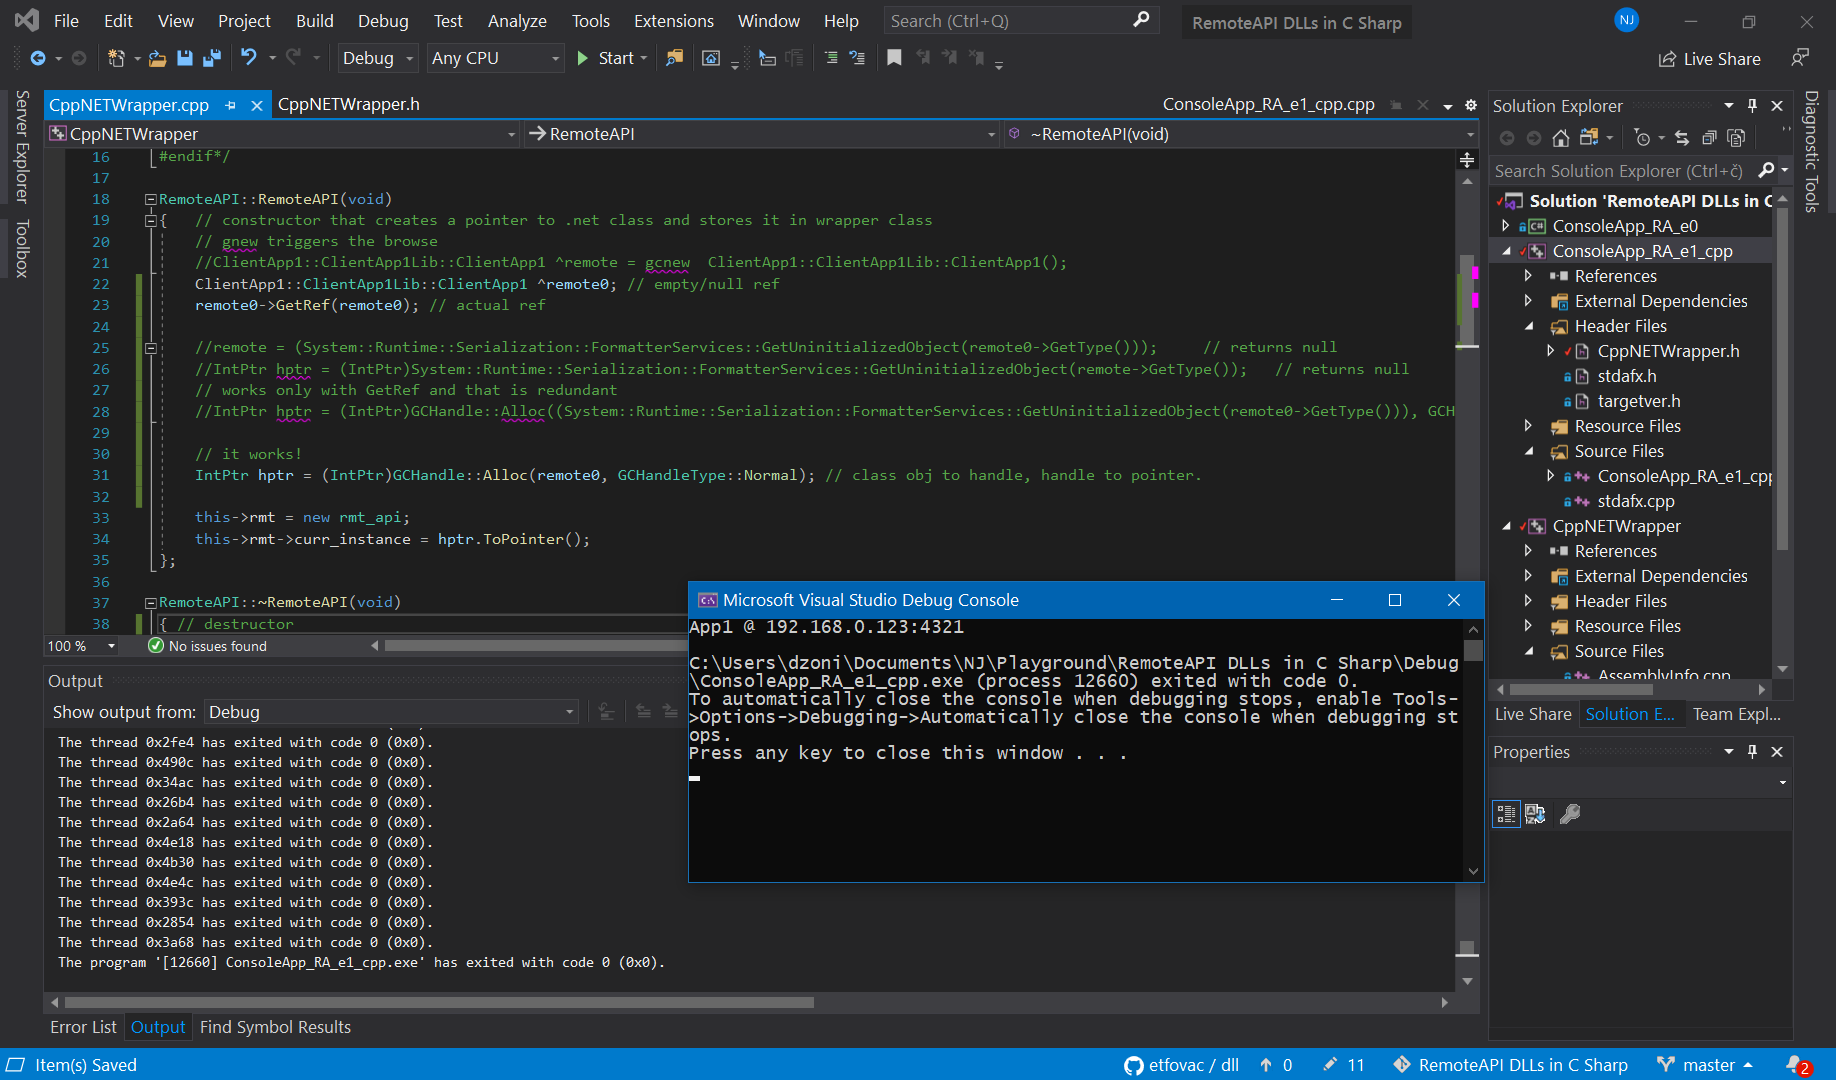 File Edit View Project Build Debug Test Analyze Tools Extensions Window Help Search (Ctrl+Q) RemoteAPI DLLs in C Sharp NJ
Debug Any CPU Start Live Share
Server Explorer
Toolbox
CppNETWrapper.cpp CppNETWrapper.h ConsoleApp_RA_e1_cpp.cpp
CppNETWrapper RemoteAPI ~RemoteAPI(void)
16 #endif*/
17
18 RemoteAPI::RemoteAPI(void)
19 { // constructor that creates a pointer to .net class and stores it in wrapper class
20 // gnew triggers the browse
21 //ClientApp1::ClientApp1Lib::ClientApp1 ^remote = gcnew ClientApp1::ClientApp1Lib::ClientApp1();
22 ClientApp1::ClientApp1Lib::ClientApp1 ^remote0; // empty/null ref
23 remote0->GetRef(remote0); // actual ref
24
25 //remote = (System::Runtime::Serialization::FormatterServices::GetUninitializedObject(remote0->GetType())); // returns null
26 //IntPtr hptr = (IntPtr)System::Runtime::Serialization::FormatterServices::GetUninitializedObject(remote->GetType()); // returns null
27 // works only with GetRef and that is redundant
28 //IntPtr hptr = (IntPtr)GCHandle::Alloc((System::Runtime::Serialization::FormatterServices::GetUninitializedObject(remote0->GetType())), GCH
29
30 // it works!
31 IntPtr hptr = (IntPtr)GCHandle::Alloc(remote0, GCHandleType::Normal); // class obj to handle, handle to pointer.
32
33 this->rmt = new rmt_api;
34 this->rmt->curr_instance = hptr.ToPointer();
35 };
36
37 RemoteAPI::~RemoteAPI(void)
38 { // destructor
100 % No issues found
Output
Show output from: Debug
The thread 0x2fe4 has exited with code 0 (0x0).
The thread 0x490c has exited with code 0 (0x0).
The thread 0x34ac has exited with code 0 (0x0).
The thread 0x26b4 has exited with code 0 (0x0).
The thread 0x2a64 has exited with code 0 (0x0).
The thread 0x4e18 has exited with code 0 (0x0).
The thread 0x4b30 has exited with code 0 (0x0).
The thread 0x4e4c has exited with code 0 (0x0).
The thread 0x393c has exited with code 0 (0x0).
The thread 0x2854 has exited with code 0 (0x0).
The thread 0x3a68 has exited with code 0 (0x0).
The program '[12660] ConsoleApp_RA_e1_cpp.exe' has exited with code 0 (0x0).
Error List Output Find Symbol Results
Microsoft Visual Studio Debug Console
App1 @ 192.168.0.123:4321
C:\Users\dzoni\Documents\NJ\Playground\RemoteAPI DLLs in C Sharp\Debug
\ConsoleApp_RA_e1_cpp.exe (process 12660) exited with code 0.
To automatically close the console when debugging stops, enable Tools-
>Options->Debugging->Automatically close the console when debugging st
ops.
Press any key to close this window . . .
Solution Explorer
Search Solution Explorer (Ctrl+č)
Solution 'RemoteAPI DLLs in C
ConsoleApp_RA_e0
ConsoleApp_RA_e1_cpp
References
External Dependencies
Header Files
CppNETWrapper.h
stdafx.h
targetver.h
Resource Files
Source Files
ConsoleApp_RA_e1_cpp
stdafx.cpp
CppNETWrapper
References
External Dependencies
Header Files
Resource Files
Source Files
AssemblyInfo.cpp
Live Share Solution E... Team Expl...
Properties
Diagnostic Tools
Item(s) Saved etfovac / dll 0 11 RemoteAPI DLLs in C Sharp master 2